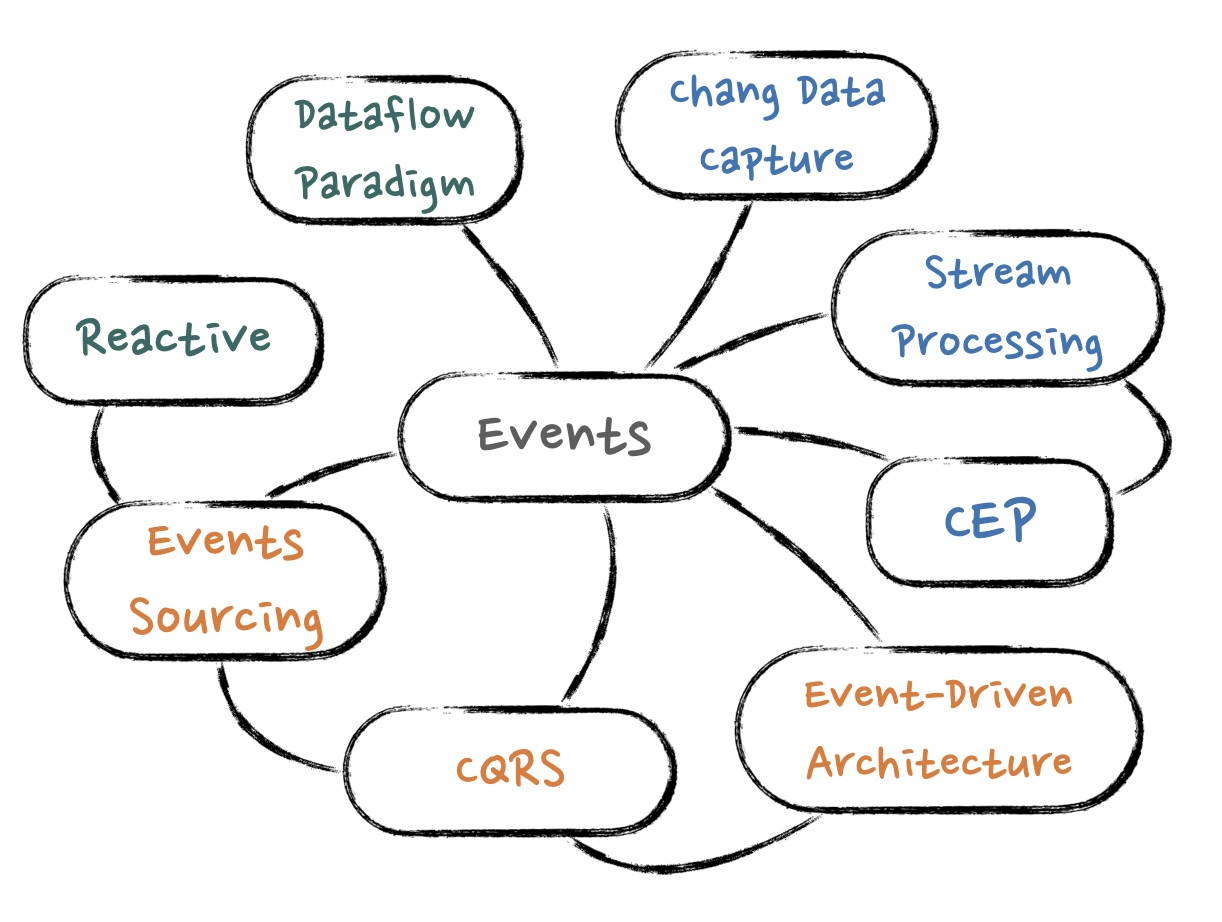 Dataflow
Paradigm
Chang Data
Capture
Stream
Processing
Reactive
Events
CEP
Events
Sourcing
Event-Driven
Architecture
CQRS